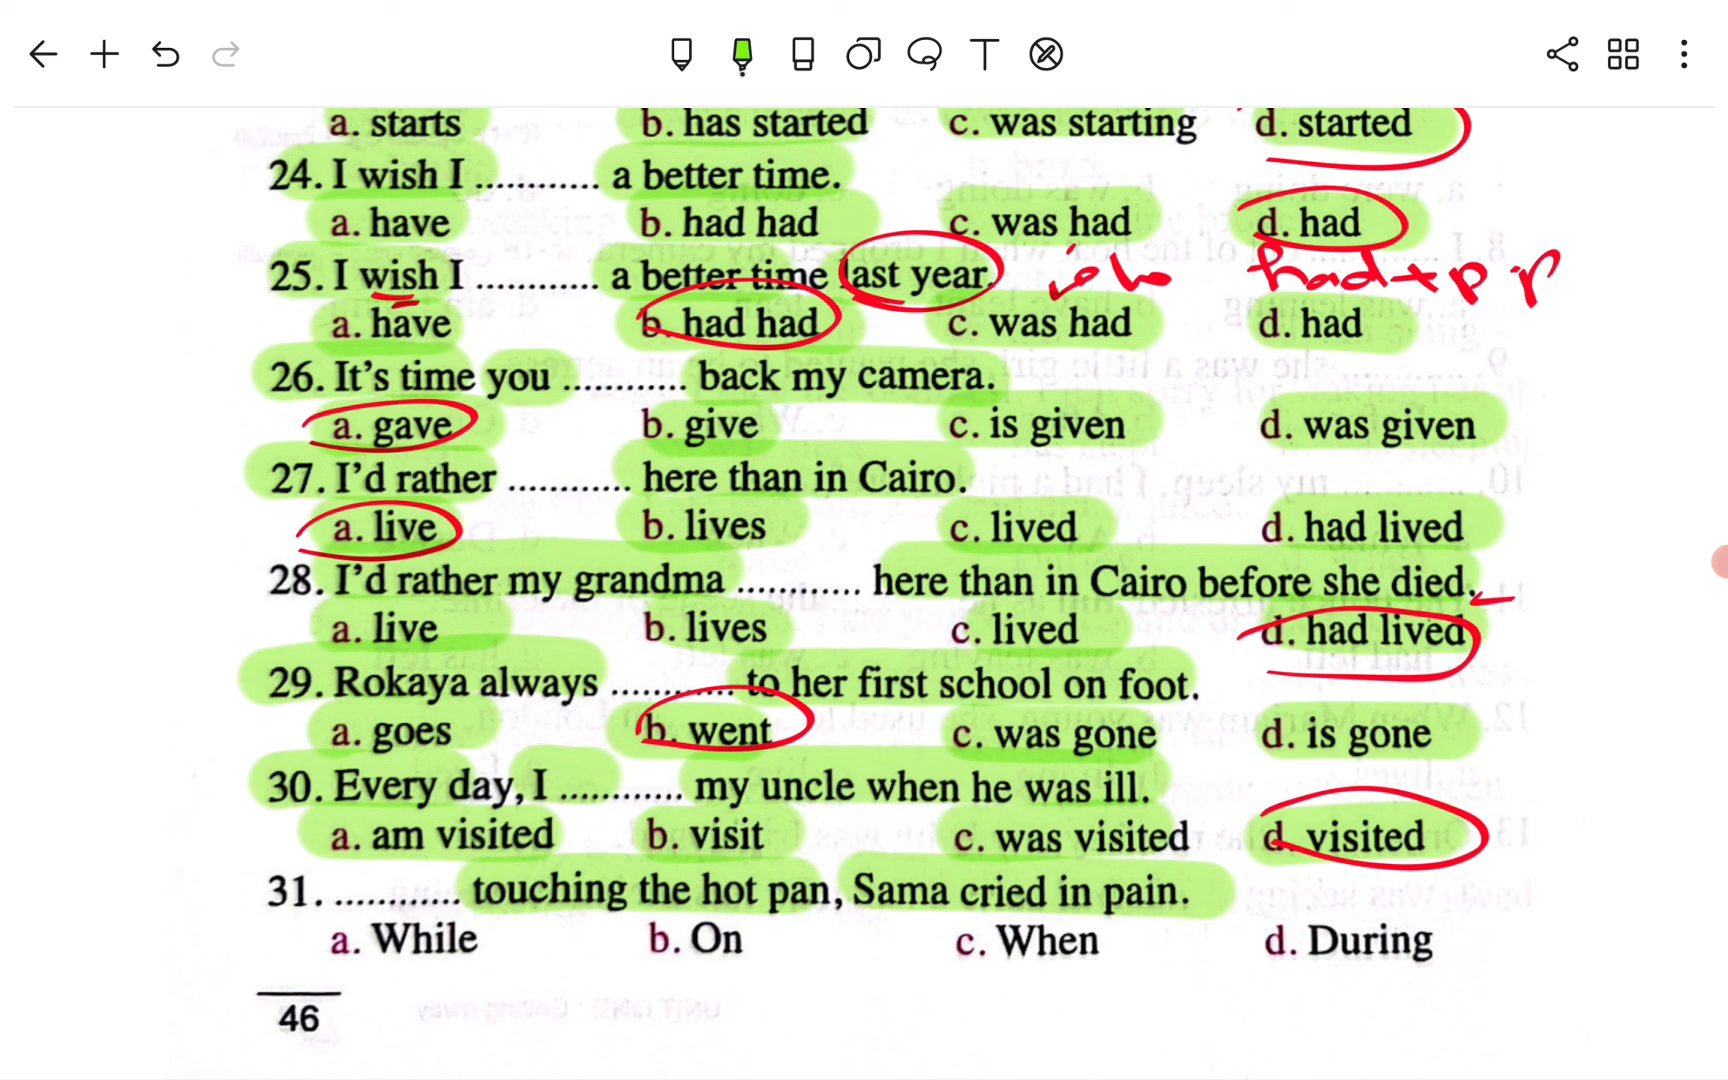 a. starts b. has started c. was starting d. started
24. I wish I ............ a better time.
a. have b. had had c. was had d. had
25. I wish I ............ a better time last year. had + p.p
a. have b. had had c. was had d. had
26. It's time you ............ back my camera.
a. gave b. give c. is given d. was given
27. I'd rather ............ here than in Cairo.
a. live b. lives c. lived d. had lived
28. I'd rather my grandma ............ here than in Cairo before she died.
a. live b. lives c. lived d. had lived
29. Rokaya always ............ to her first school on foot.
a. goes b. went c. was gone d. is gone
30. Every day, I ............ my uncle when he was ill.
a. am visited b. visit c. was visited d. visited
31. ............ touching the hot pan, Sama cried in pain.
a. While b. On c. When d. During
46